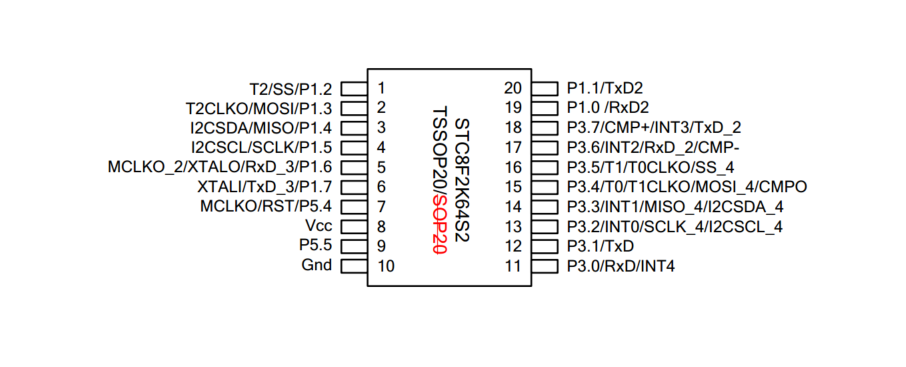 T2/SS/P1.2 1
T2CLKO/MOSI/P1.3 2
I2CSDA/MISO/P1.4 3
I2CSCL/SCLK/P1.5 4
MCLKO_2/XTALO/RxD_3/P1.6 5
XTALI/TxD_3/P1.7 6
MCLKO/RST/P5.4 7
Vcc 8
P5.5 9
Gnd 10
STC8F2K64S2
TSSOP20/SOP20
20 P1.1/TxD2
19 P1.0 /RxD2
18 P3.7/CMP+/INT3/TxD_2
17 P3.6/INT2/RxD_2/CMP-
16 P3.5/T1/T0CLKO/SS_4
15 P3.4/T0/T1CLKO/MOSI_4/CMPO
14 P3.3/INT1/MISO_4/I2CSDA_4
13 P3.2/INT0/SCLK_4/I2CSCL_4
12 P3.1/TxD
11 P3.0/RxD/INT4